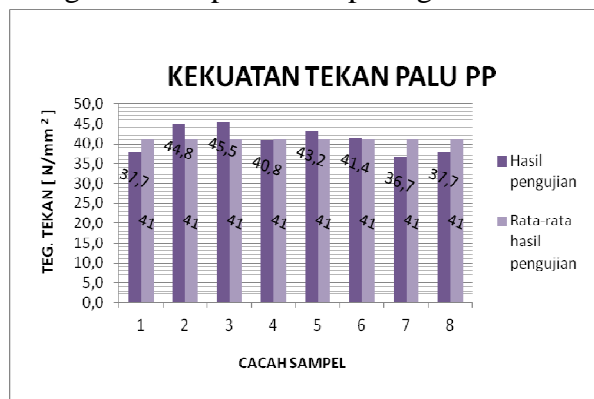 KEKUATAN TEKAN PALU PP
TEG. TEKAN [ N/mm ² ]
50,0
45,0
40,0
35,0
30,0
25,0
20,0
15,0
10,0
5,0
0,0
37,7
44,8
45,5
40,8
43,2
41,4
36,7
37,7
41 41 41 41 41 41 41 41
1 2 3 4 5 6 7 8
CACAH SAMPEL
Hasil
pengujian
Rata-rata
hasil
pengujian